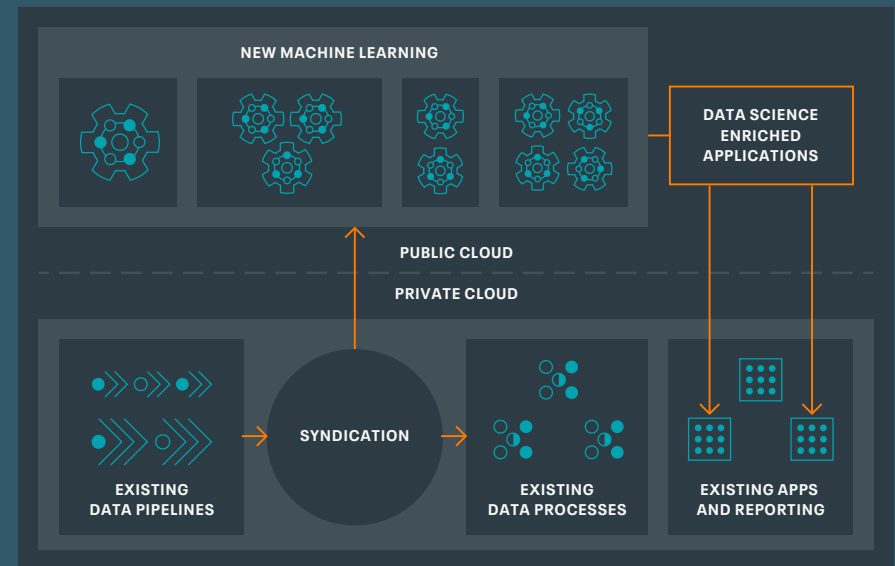 NEW MACHINE LEARNING
DATA SCIENCE
ENRICHED
APPLICATIONS
PUBLIC CLOUD
PRIVATE CLOUD
SYNDICATION
EXISTING
DATA PIPELINES
EXISTING
DATA PROCESSES
EXISTING APPS
AND REPORTING